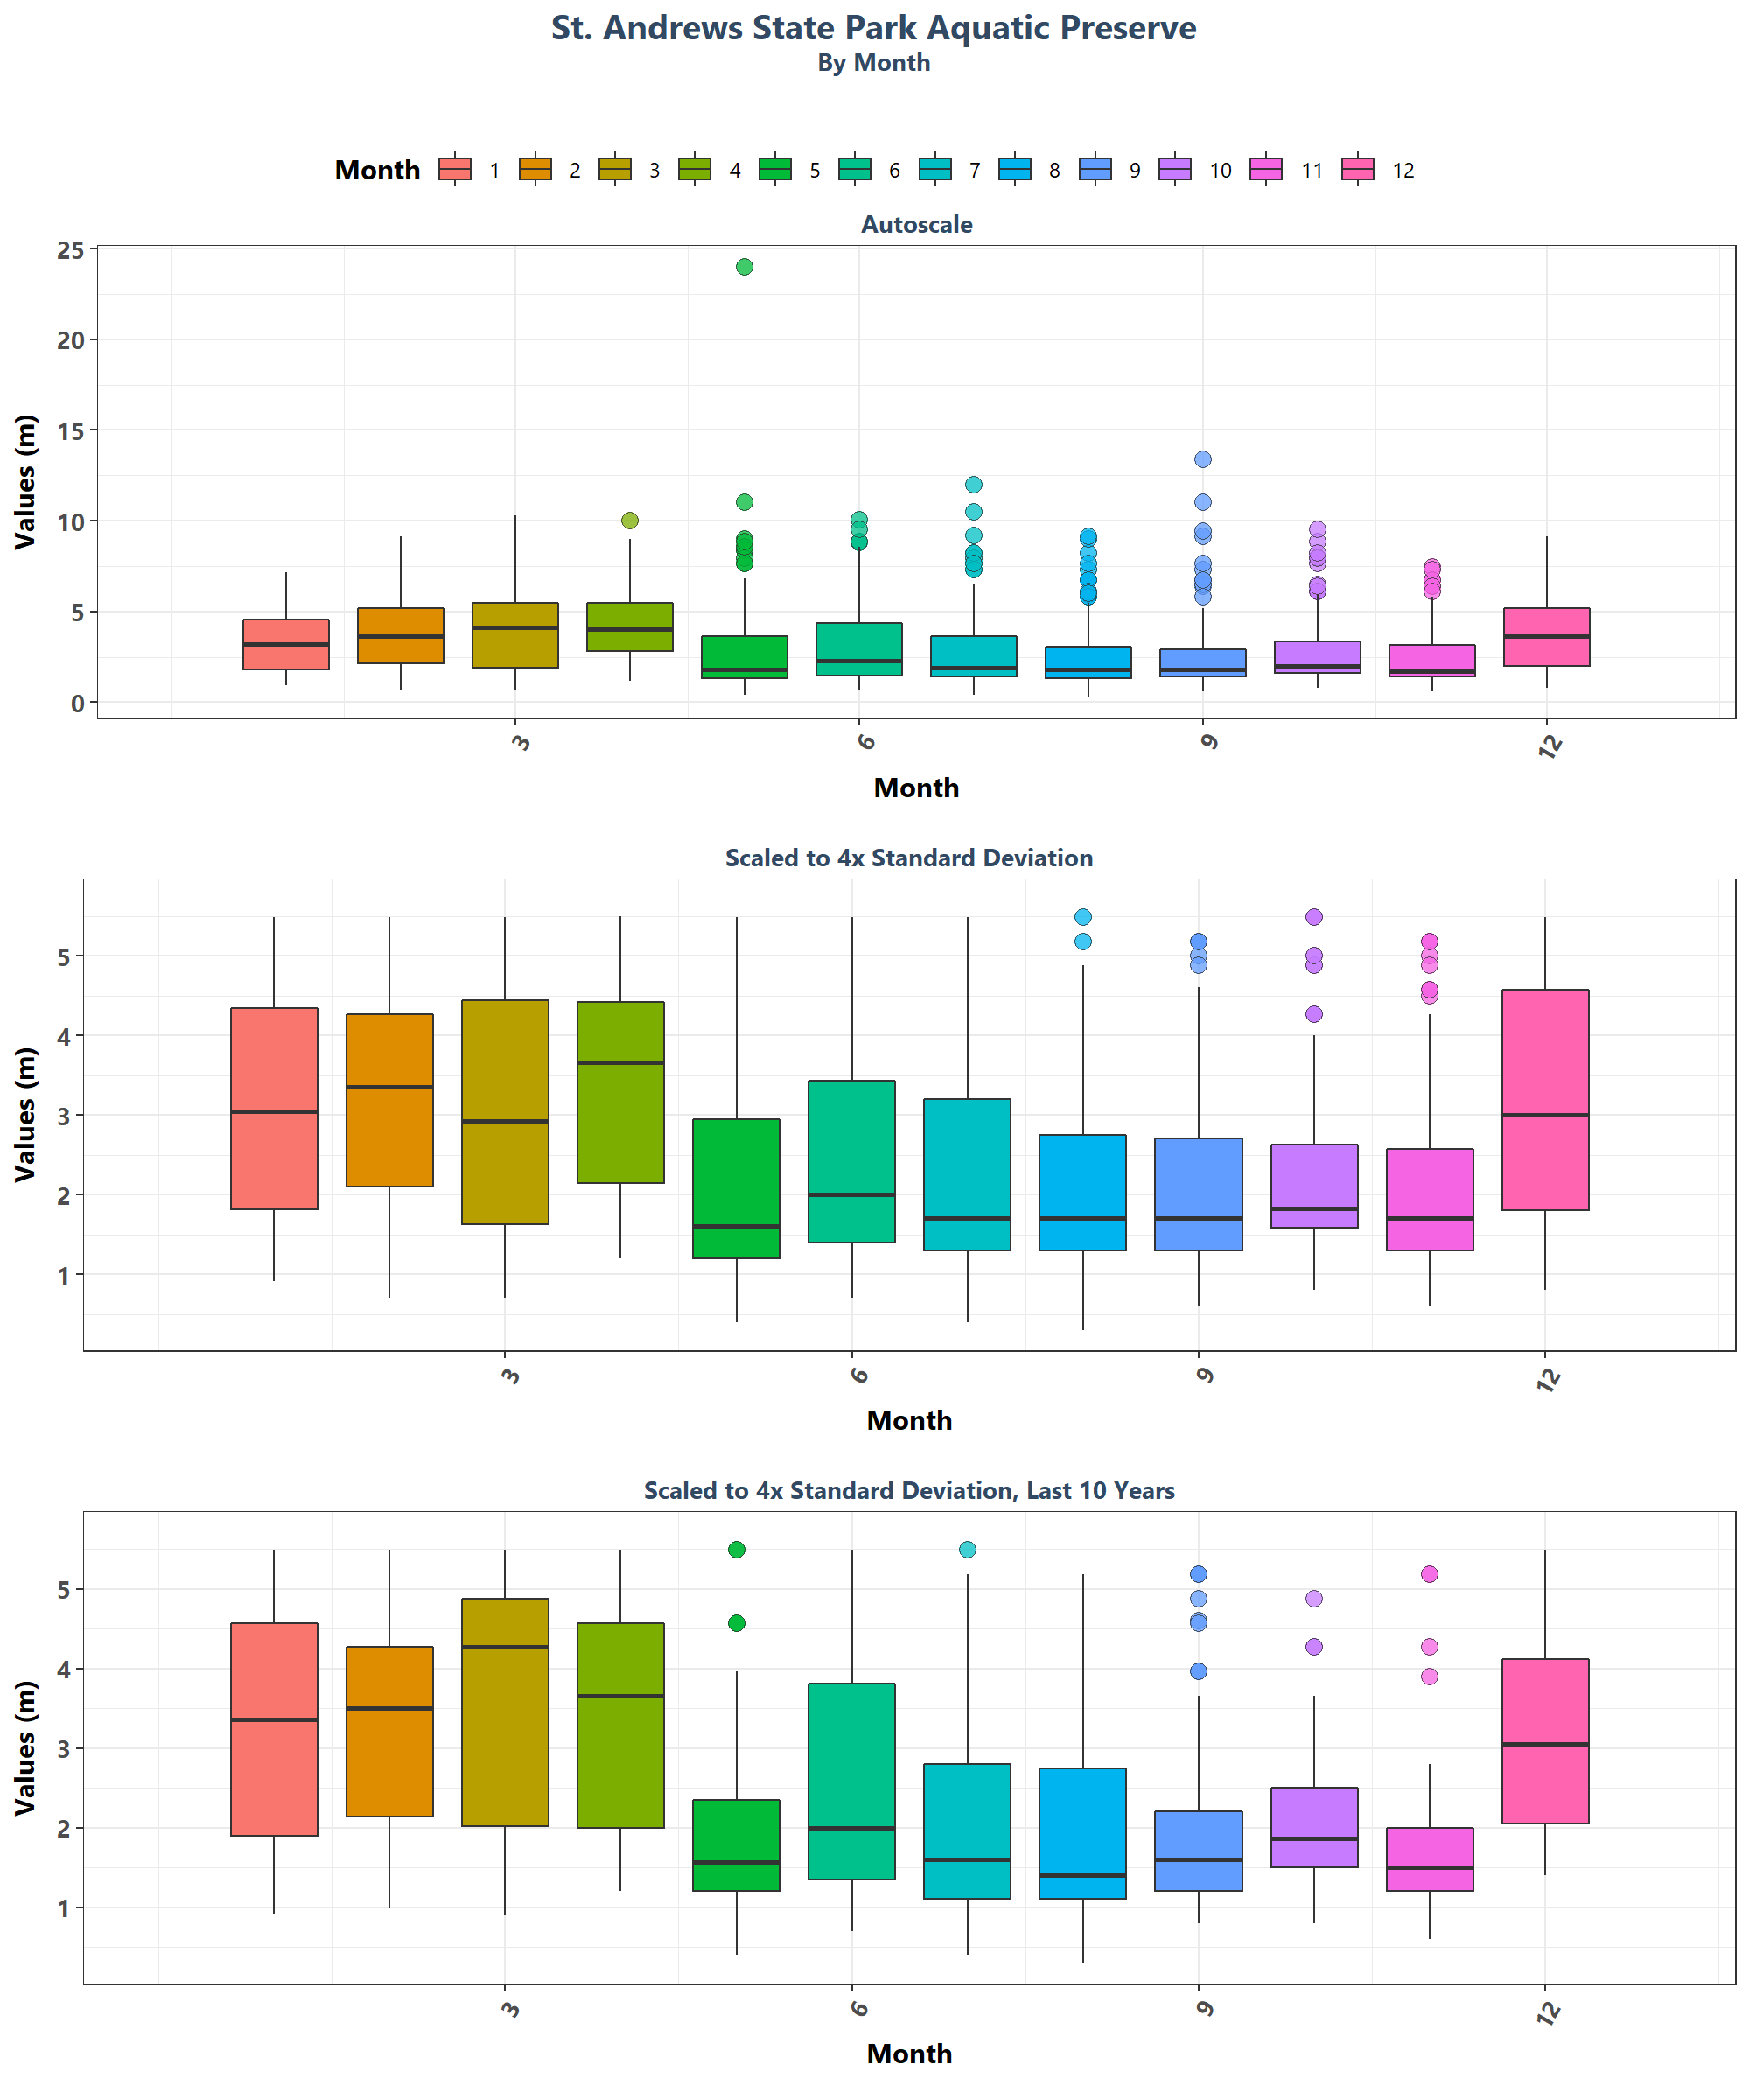 St. Andrews State Park Aquatic Preserve
By Month
Month 1 2 3 4 5 6 7 8 9 10 11 12
Autoscale
Values (m)
25
20
15
10
5
0
3 6 9 12
Month
Scaled to 4x Standard Deviation
Values (m)
5
4
3
2
1
3 6 9 12
Month
Scaled to 4x Standard Deviation, Last 10 Years
Values (m)
5
4
3
2
1
3 6 9 12
Month